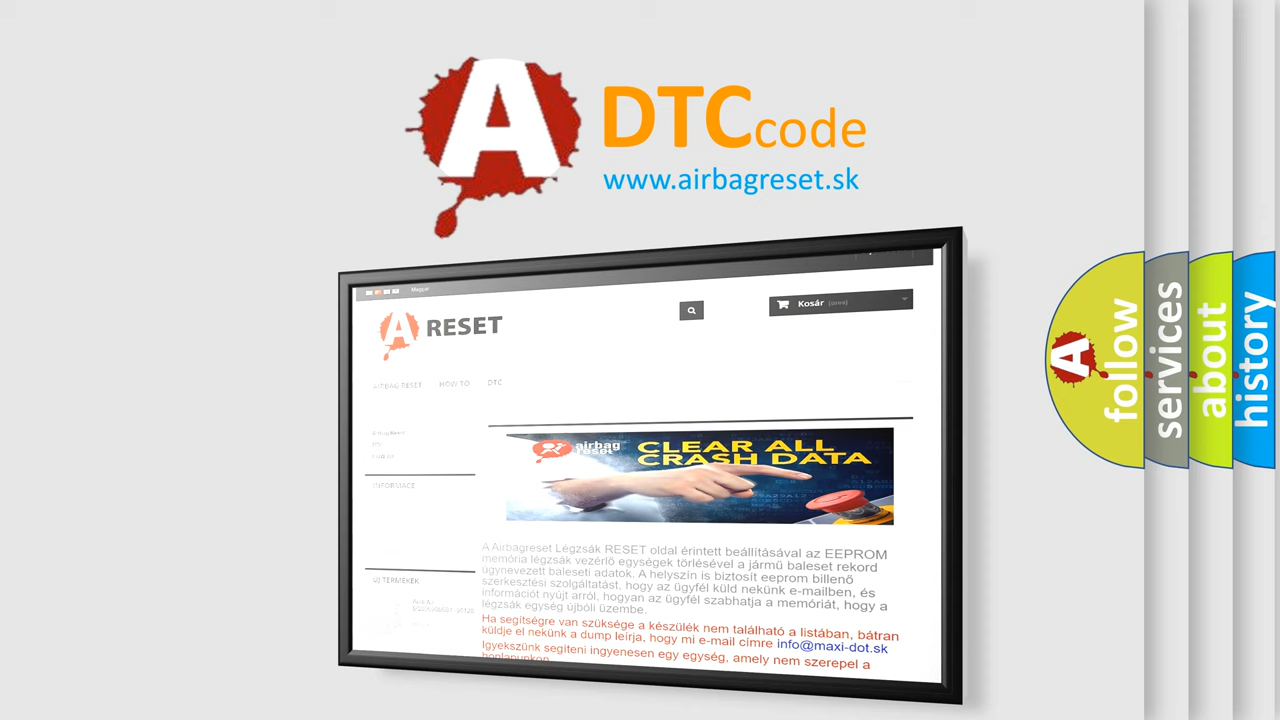 A
DTC code
www.airbagreset.sk
Magyar
A RESET
Kosár (üres)
AIRBAG RESET HOW TO DTC
airbag
reset
CLEAR ALL
CRASH DATA
INFORMACE
A Airbagreset Légzsák RESET oldal érintett beállításával az EEPROM
memória légzsák vezérlő egységek törlésével a jármű baleset rekord
úgynevezett baleseti adatok. A helyszín is biztosít eeprom billenő
szerkesztési szolgáltatást, hogy az ügyfél küld nekünk e-mailben, és
információt nyújt arról, hogyan az ügyfél szabhatja a memóriát, hogy a
légzsák egység újbóli üzembe.
Ha segítségre van szüksége a készülék nem található a listában, bátran
küldje el nekünk a dump leírja, hogy mi e-mail címre info@maxi-dot.sk
Igyekszünk segíteni ingyenesen egy egység, amely nem szerepel a
honlapunkon
ÚJ TERMÉKEK
A
follow
services
about
history